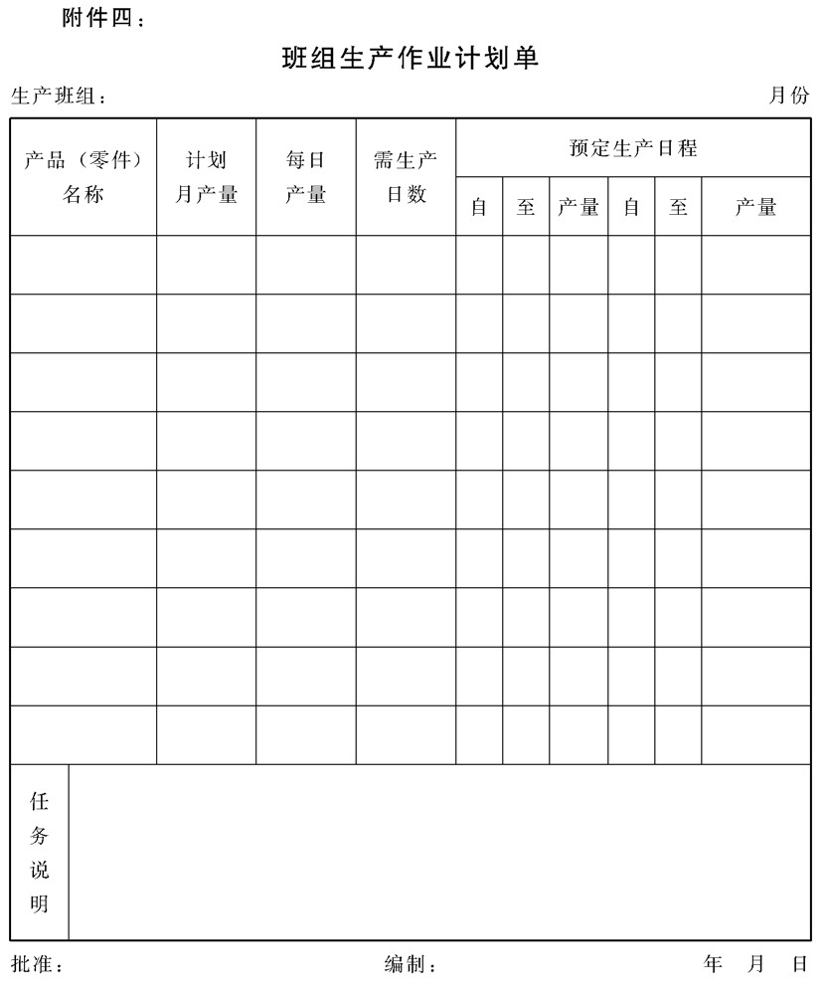 附件四：
班组生产作业计划单
生产班组： 月份
产品（零件）名称 计划月产量 每日产量 需生产日数 预定生产日程
自 至 产量 自 至 产量
任务说明
批准： 编制： 年 月 日